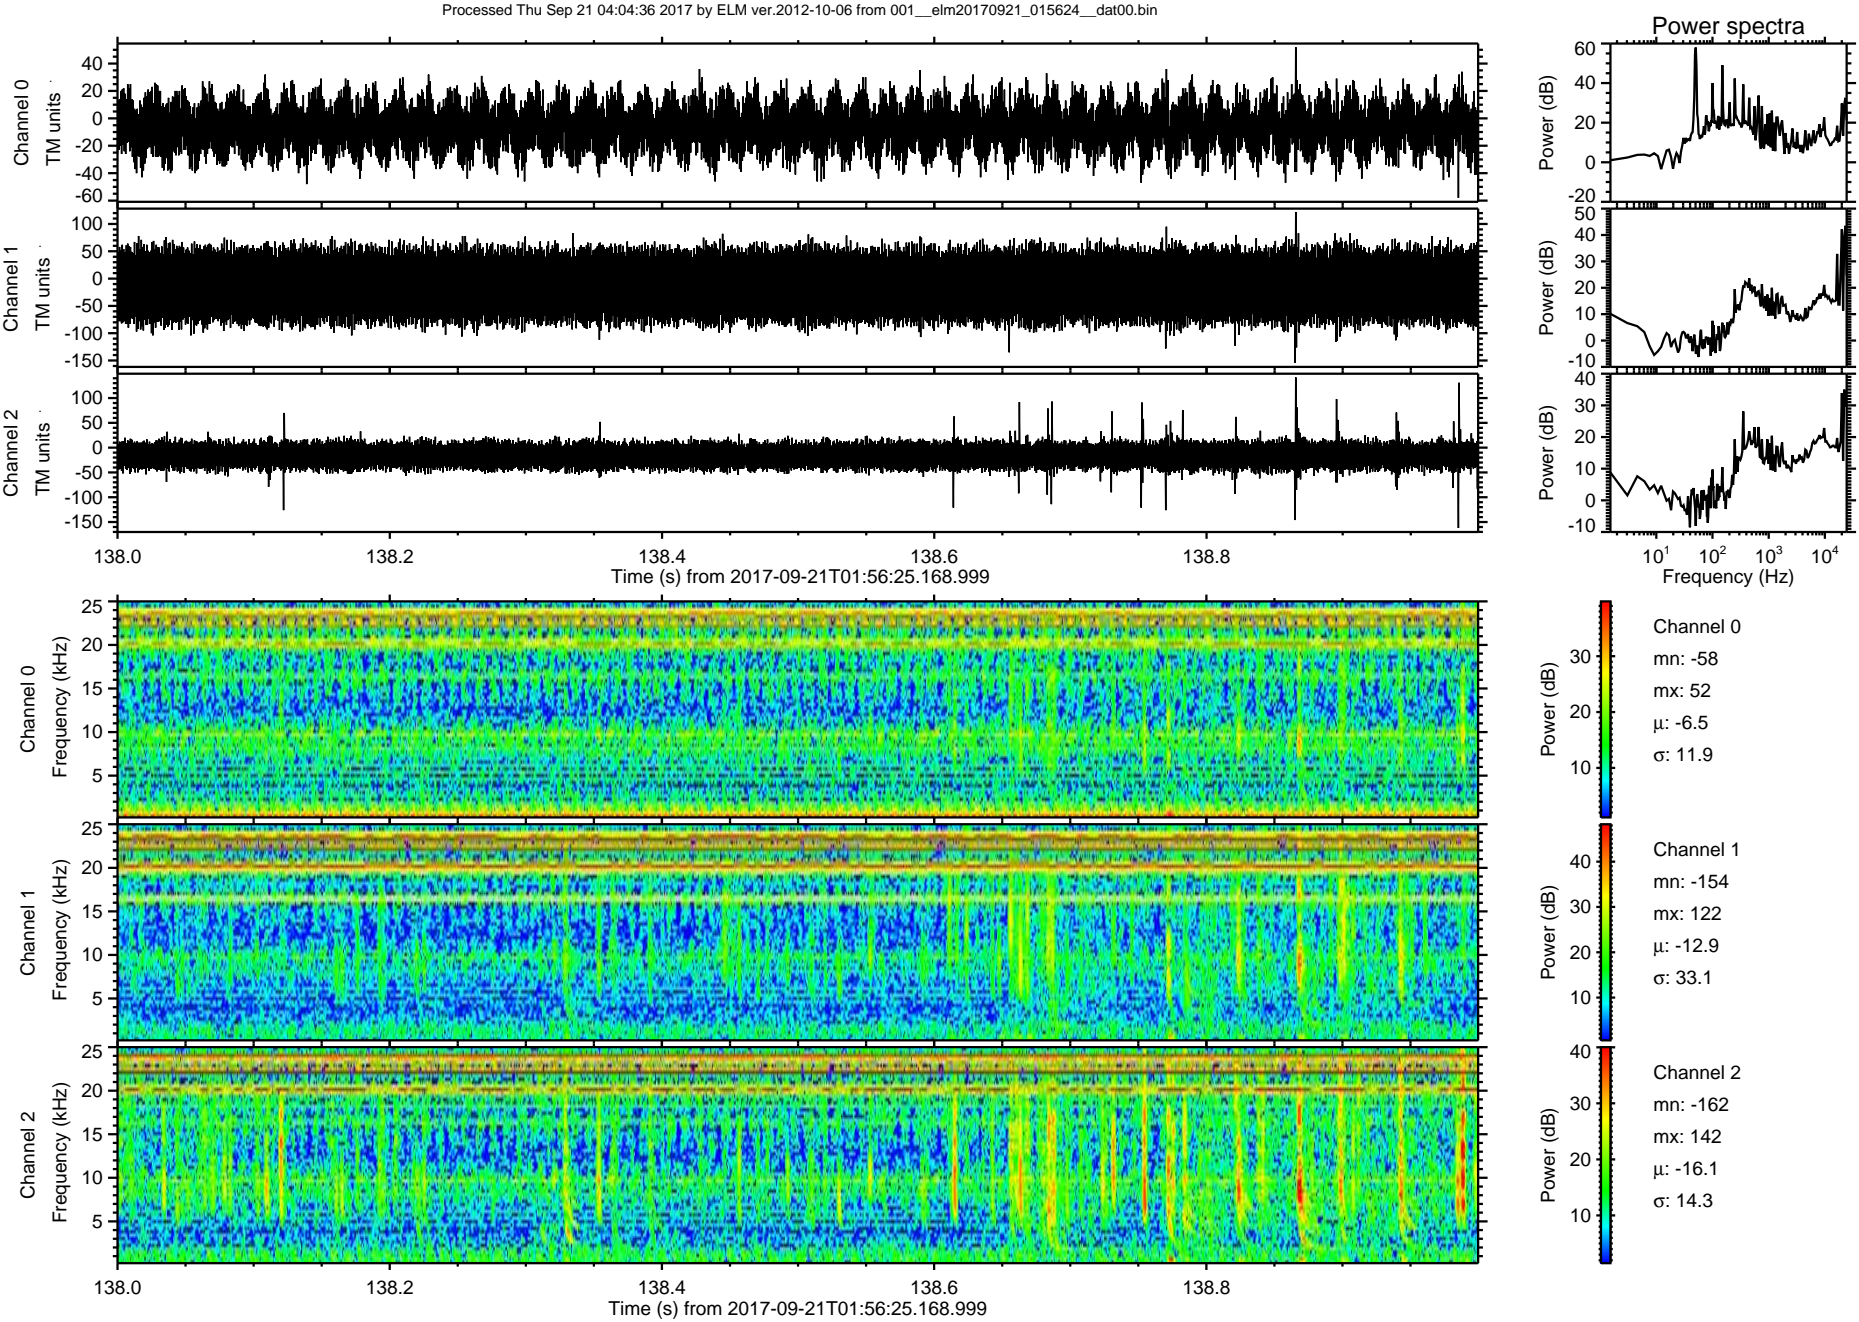 Processed Thu Sep 21 04:04:36 2017 by ELM ver.2012-10-06 from 001__elm20170921_015624__dat00.bin
Power spectra
Channel 0
TM units
40
20
0
-20
-40
-60
Power (dB)
60
40
20
0
-20
Channel 1
TM units
100
50
0
-50
-100
-150
Power (dB)
50
40
30
20
10
0
-10
Channel 2
TM units
100
50
0
-50
-100
-150
Power (dB)
40
30
20
10
0
-10
138.0
138.2
138.4
138.6
138.8
Time (s) from 2017-09-21T01:56:25.168.999
10^1
10^2
10^3
10^4
Frequency (Hz)
Channel 0
Frequency (kHz)
25
20
15
10
5
Power (dB)
30
20
10
Channel 0
mn: -58
mx: 52
µ: -6.5
σ: 11.9
Channel 1
Frequency (kHz)
25
20
15
10
5
Power (dB)
40
30
20
10
Channel 1
mn: -154
mx: 122
µ: -12.9
σ: 33.1
Channel 2
Frequency (kHz)
25
20
15
10
5
Power (dB)
40
30
20
10
Channel 2
mn: -162
mx: 142
µ: -16.1
σ: 14.3
138.0
138.2
138.4
138.6
138.8
Time (s) from 2017-09-21T01:56:25.168.999